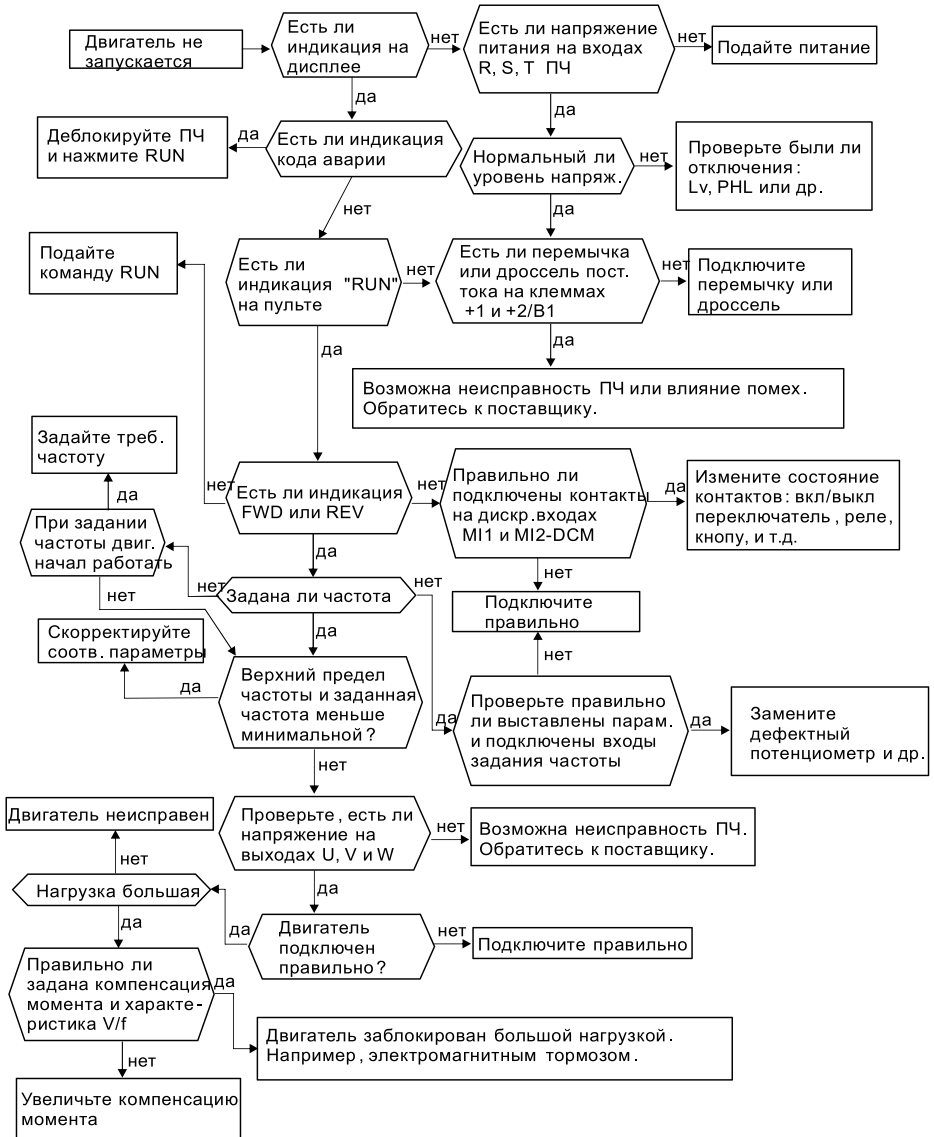 Двигатель не
запускается
Есть ли
индикация на
дисплее
нет
Есть ли напряжение
питания на входах
R, S, T ПЧ
нет
Подайте питание
да
да
Деблокируйте ПЧ
и нажмите RUN
да
Есть ли индикация
кода аварии
Нормальный ли
уровень напряж.
нет
Проверьте были ли
отключения:
Lv, PHL или др.
нет
да
Подайте
команду RUN
Есть ли
индикация "RUN"
на пульте
нет
Есть ли перемычка
или дроссель пост.
тока на клеммах
+1 и +2/B1
нет
Подключите
перемычку или
дроссель
да
да
Возможна неисправность ПЧ или влияние помех.
Обратитесь к поставщику.
Задайте треб.
частоту
да
нет
Есть ли индикация
FWD или REV
нет
Правильно ли
подключены контакты
на дискр.входах
MI1 и MI2-DCM
да
Измените состояние
контактов: вкл/выкл
переключатель, реле,
кнопу, и т.д.
При задании
частоты двиг.
начал работать
да
нет
нет
нет
Задана ли частота
нет
Подключите
правильно
Скорректируйте
соотв. параметры
да
нет
да
Верхний предел
частоты и заданная
частота меньше
минимальной?
да
Проверьте правильно
ли выставлены парам.
и подключены входы
задания частоты
да
Замените
дефектный
потенциометр и др.
нет
Двигатель неисправен
Проверьте, есть ли
напряжение на
выходах U, V и W
нет
Возможна неисправность ПЧ.
Обратитесь к поставщику.
нет
да
Нагрузка большая
да
да
Двигатель
подключен
правильно?
нет
Подключите правильно
Правильно ли
задана компенсация
момента и характе-
ристика V/f
да
Двигатель заблокирован большой нагрузкой.
Например, электромагнитным тормозом.
нет
Увеличьте компенсацию
момента